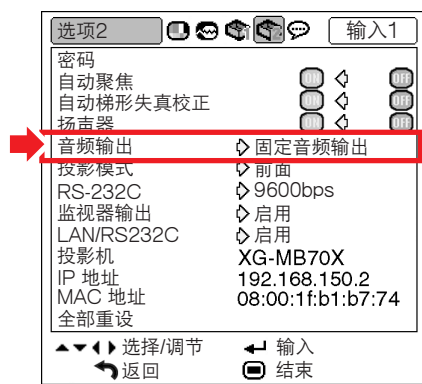 选项2 输入1
密码
自动聚焦 ON OFF
自动梯形失真校正 ON OFF
扬声器 ON OFF
音频输出 固定音频输出
投影模式 前面
RS-232C 9600bps
监视器输出 启用
LAN/RS232C 启用
投影机 XG-MB70X
IP 地址 192.168.150.2
MAC 地址 08:00:1f:b1:b7:74
全部重设
选择/调节 输入
返回 结束